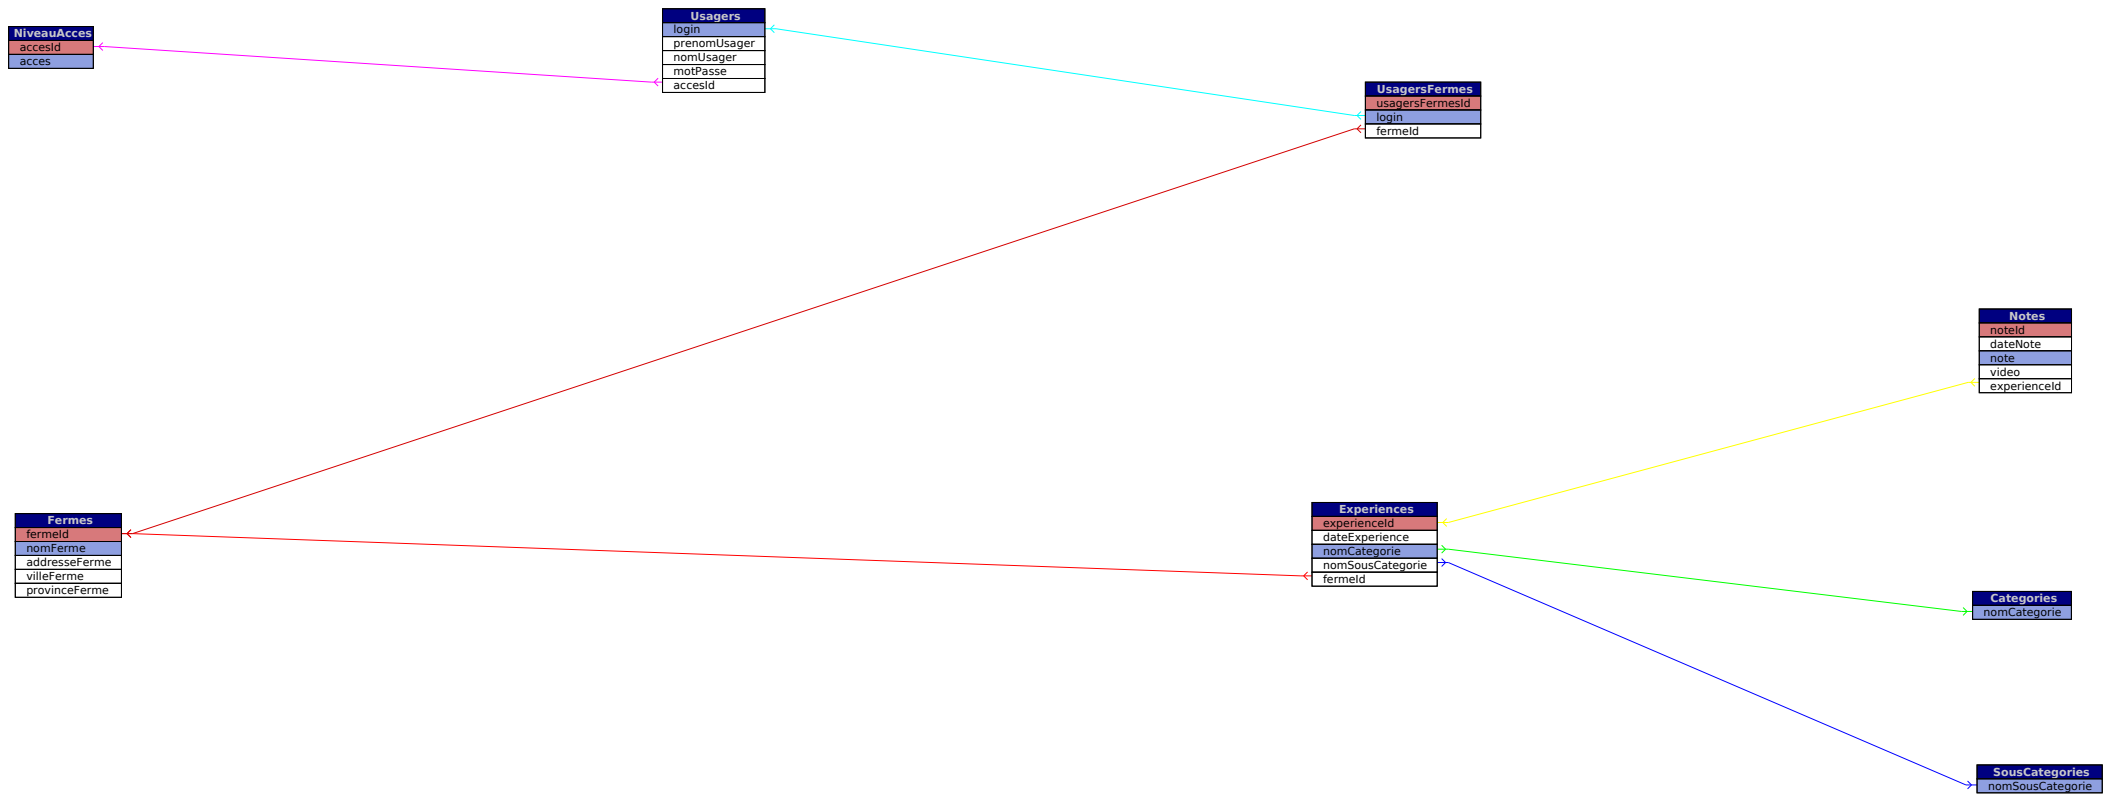 NiveauAcces
accesId
acces
Usagers
login
prenomUsager
nomUsager
motPasse
accesId
UsagersFermes
usagersFermesId
login
fermeId
Notes
noteId
dateNote
note
video
experienceId
Fermes
fermeId
nomFerme
addresseFerme
villeFerme
provinceFerme
Experiences
experienceId
dateExperience
nomCategorie
nomSousCategorie
fermeId
Categories
nomCategorie
SousCategories
nomSousCategorie